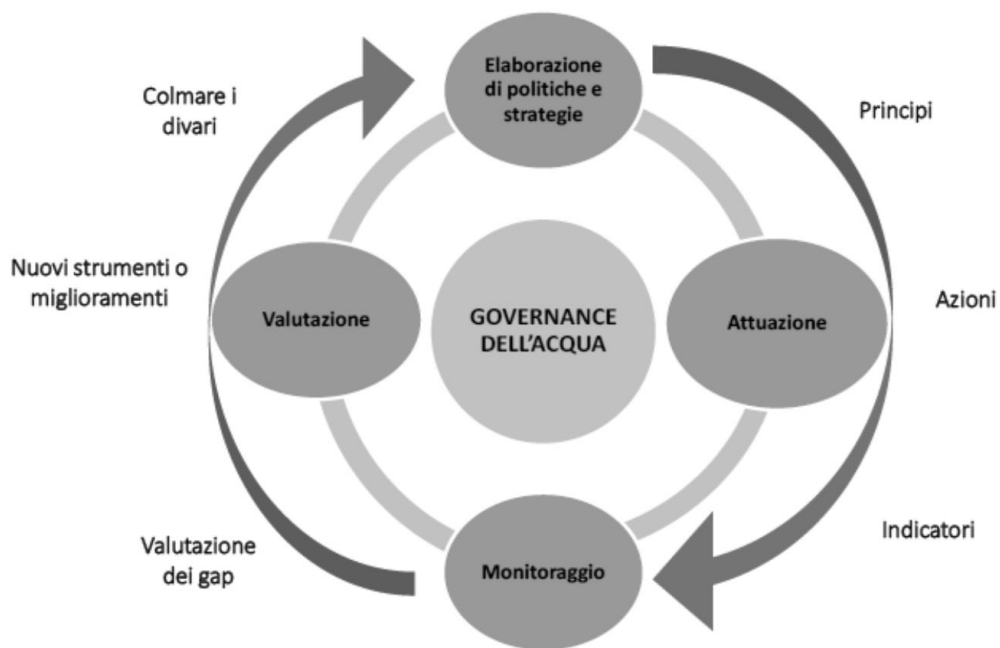 Elaborazione
di politiche e
strategie
Colmare i
divari
Principi
Nuovi strumenti o
miglioramenti
Valutazione
GOVERNANCE
DELL'ACQUA
Attuazione
Azioni
Valutazione
dei gap
Monitoraggio
Indicatori